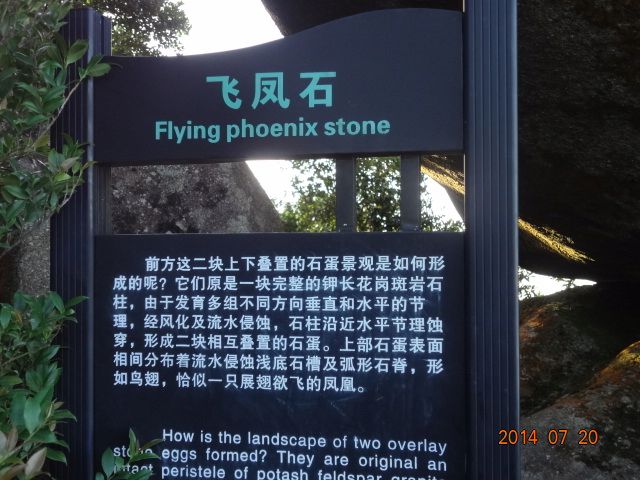 飞凤石
Flying phoenix stone
前方这二块上下叠置的石蛋景观是如何形
成的呢？它们原是一块完整的钾长花岗斑岩石
柱，由于发育多组不同方向垂直和水平的节
理，经风化及流水侵蚀，石柱沿近水平节理蚀
穿，形成二块相互叠置的石蛋。上部石蛋表面
相间分布着流水侵蚀浅底石槽及弧形石脊，形
如鸟翅，恰似一只展翅欲飞的凤凰。
How is the landscape of two overlay
stone eggs formed? They are original an
intact peristele of potash feldspar granite
2014 07 20